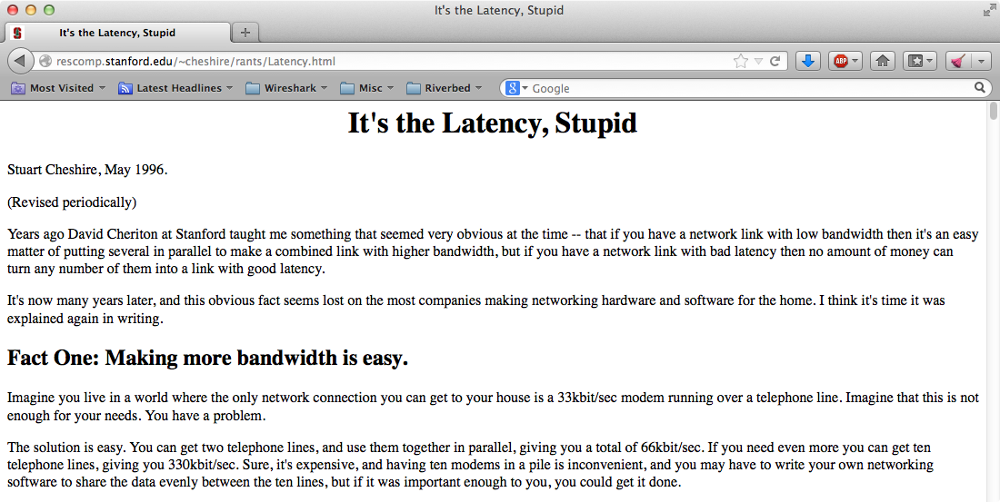 It's the Latency, Stupid
It's the Latency, Stupid
rescomp.stanford.edu/~cheshire/rants/Latency.html
ABP
Most Visited Latest Headlines Wireshark Misc Riverbed Google
It's the Latency, Stupid
Stuart Cheshire, May 1996.
(Revised periodically)
Years ago David Cheriton at Stanford taught me something that seemed very obvious at the time -- that if you have a network link with low bandwidth then it's an easy
matter of putting several in parallel to make a combined link with higher bandwidth, but if you have a network link with bad latency then no amount of money can
turn any number of them into a link with good latency.
It's now many years later, and this obvious fact seems lost on the most companies making networking hardware and software for the home. I think it's time it was
explained again in writing.
Fact One: Making more bandwidth is easy.
Imagine you live in a world where the only network connection you can get to your house is a 33kbit/sec modem running over a telephone line. Imagine that this is not
enough for your needs. You have a problem.
The solution is easy. You can get two telephone lines, and use them together in parallel, giving you a total of 66kbit/sec. If you need even more you can get ten
telephone lines, giving you 330kbit/sec. Sure, it's expensive, and having ten modems in a pile is inconvenient, and you may have to write your own networking
software to share the data evenly between the ten lines, but if it was important enough to you, you could get it done.